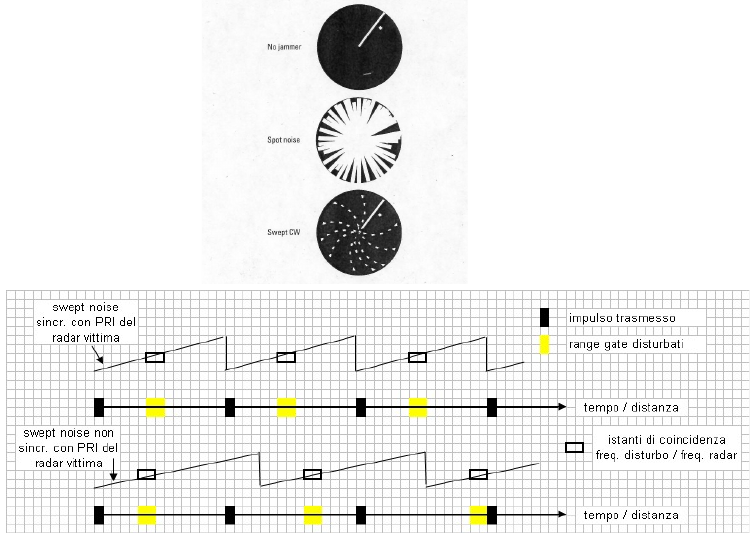 No jammer
Spot noise
Swept CW
swept noise
sincr. con PRI del
radar vittima
impulso trasmesso
range gate disturbati
tempo / distanza
swept noise non
sincr. con PRI del
radar vittima
istanti di coincidenza
freq. disturbo / freq. radar
tempo / distanza